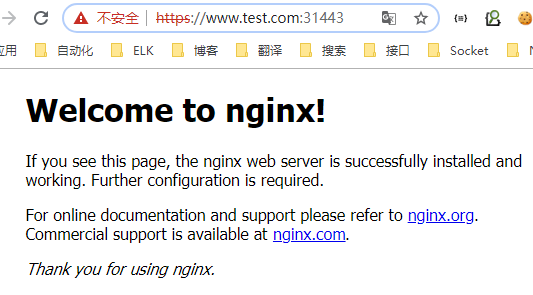 不安全 https://www.test.com:31443
应用 自动化 ELK 博客 翻译 搜索 接口 Socket
Welcome to nginx!
If you see this page, the nginx web server is successfully installed and
working. Further configuration is required.
For online documentation and support please refer to nginx.org.
Commercial support is available at nginx.com.
Thank you for using nginx.